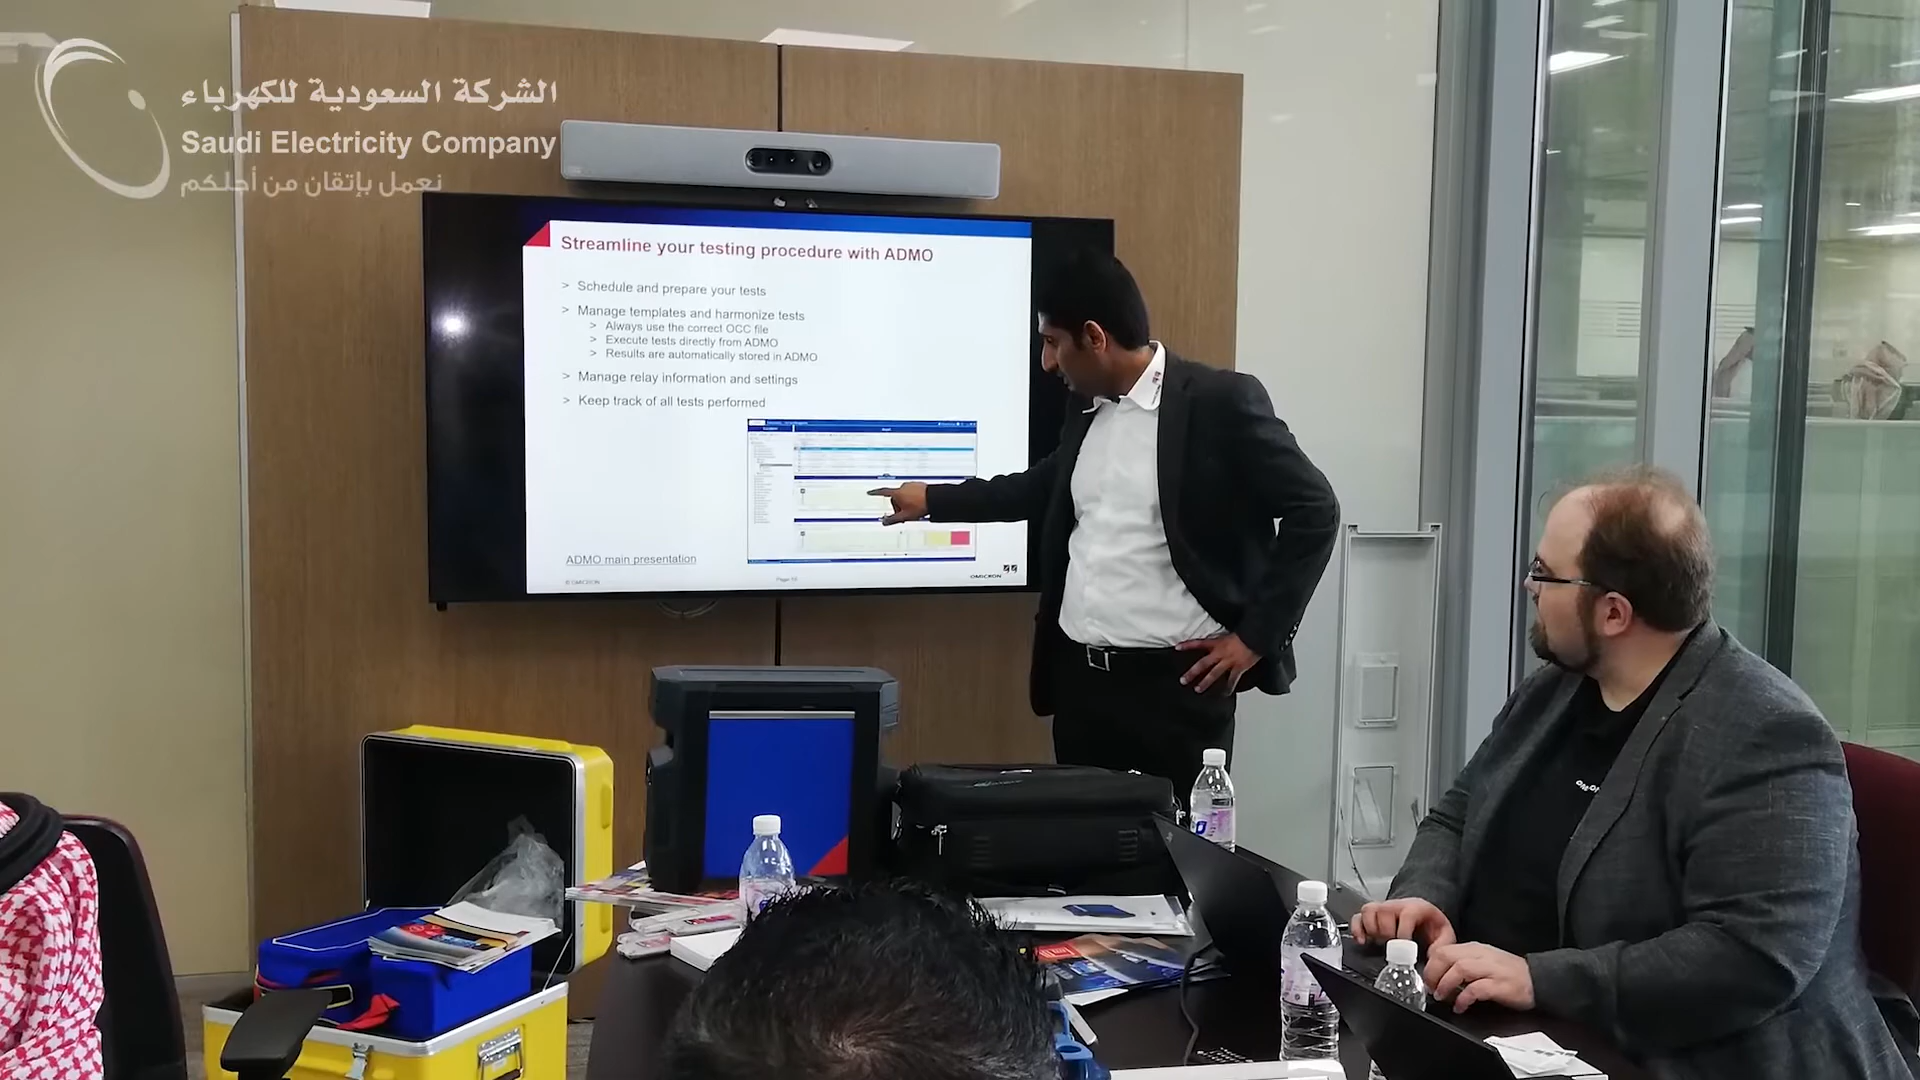 الشركة السعودية للكهرباء
Saudi Electricity Company
نعمل بإتقان من أجلكم
Streamline your testing procedure with ADMO
> Schedule and prepare your tests
> Manage templates and harmonize tests
> Always use the correct OCC file
> Execute tests directly from ADMO
> Results are automatically stored in ADMO
> Manage relay information and settings
> Keep track of all tests performed
ADMO main presentation
© OMICRON
Page
OMICRON